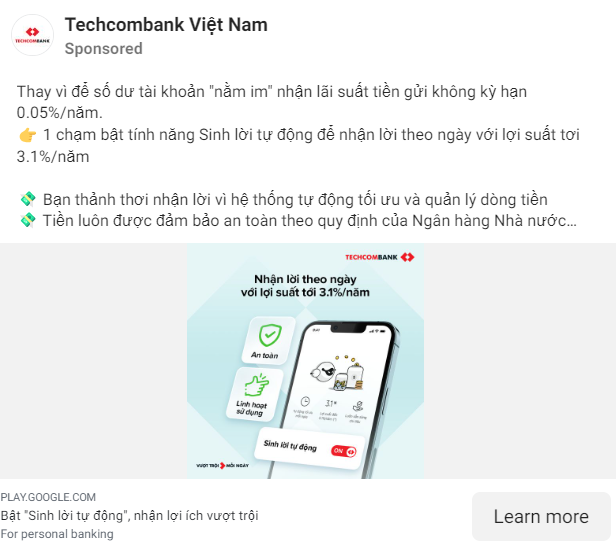 Techcombank Việt Nam
TECHCOMBANK
Sponsored
Thay vì để số dư tài khoản "nằm im" nhận lãi suất tiền gửi không kỳ hạn
0.05%/năm.
👉 1 chạm bật tính năng Sinh lời tự động để nhận lời theo ngày với lợi suất tơi
3.1%/năm
💸 Bạn thảnh thơi nhận lời vì hệ thống tự động tối ưu và quản lý dòng tiền
💸 Tiền luôn được đảm bảo an toàn theo quy định của Ngân hàng Nhà nước...
TECHCOMBANK
Nhận lời theo ngày
với lợi suất tới 3.1%/năm
An toàn
Linh hoạt
sử dụng
3.1%
Sinh lời tự động
ON
VƯỢT TRỘI MỖI NGÀY
PLAY.GOOGLE.COM
Bật "Sinh lời tự động", nhận lợi ích vượt trội
For personal banking
Learn more